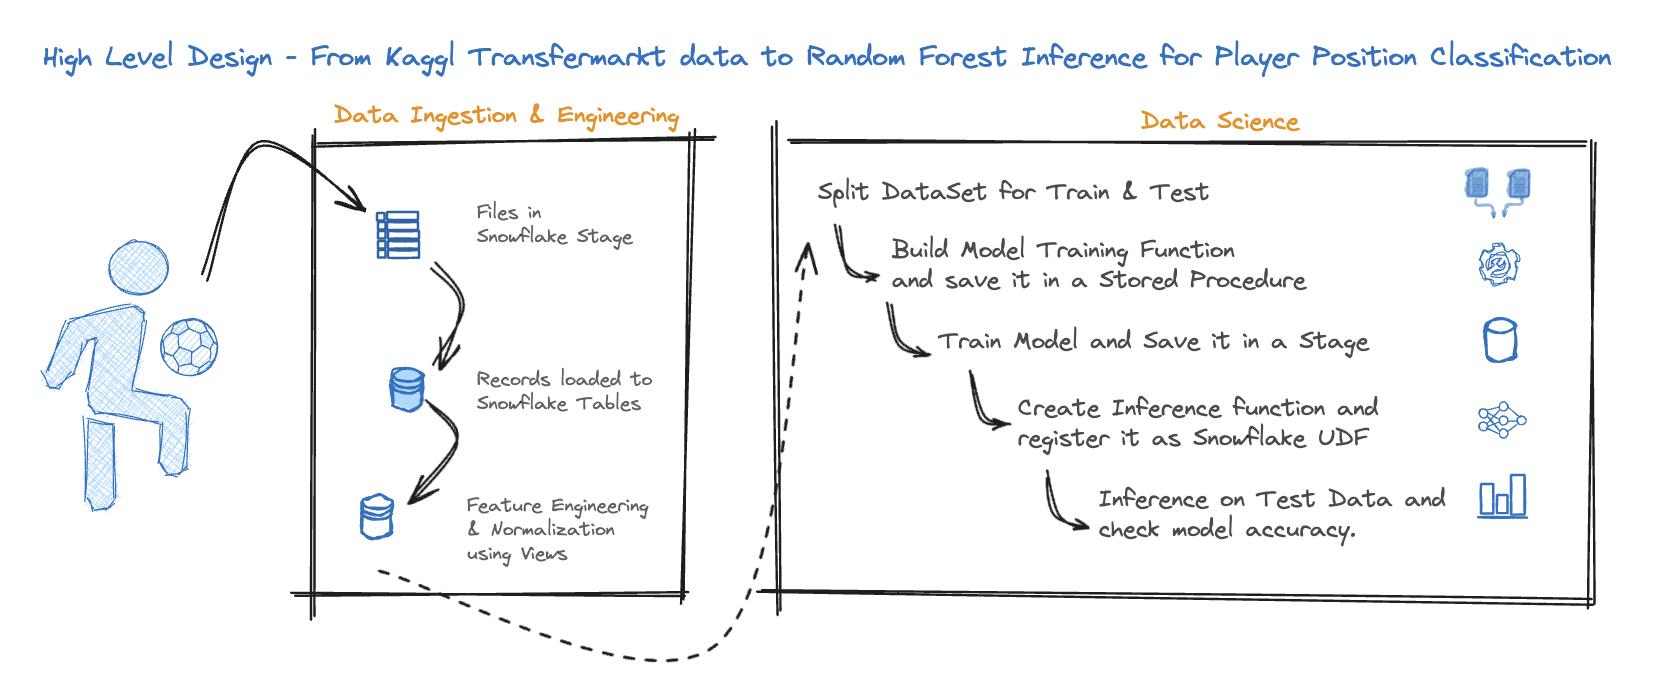 High Level Design - From Kaggl Transfermarkt data to Random Forest Inference for Player Position Classification
Data Ingestion & Engineering
Files in
Snowflake Stage
Records loaded to
Snowflake Tables
Feature Engineering
& Normalization
using Views
Data Science
Split DataSet for Train & Test
Build Model Training Function
and save it in a Stored Procedure
Train Model and Save it in a Stage
Create Inference function and
register it as Snowflake UDF
Inference on Test Data and
check model accuracy.